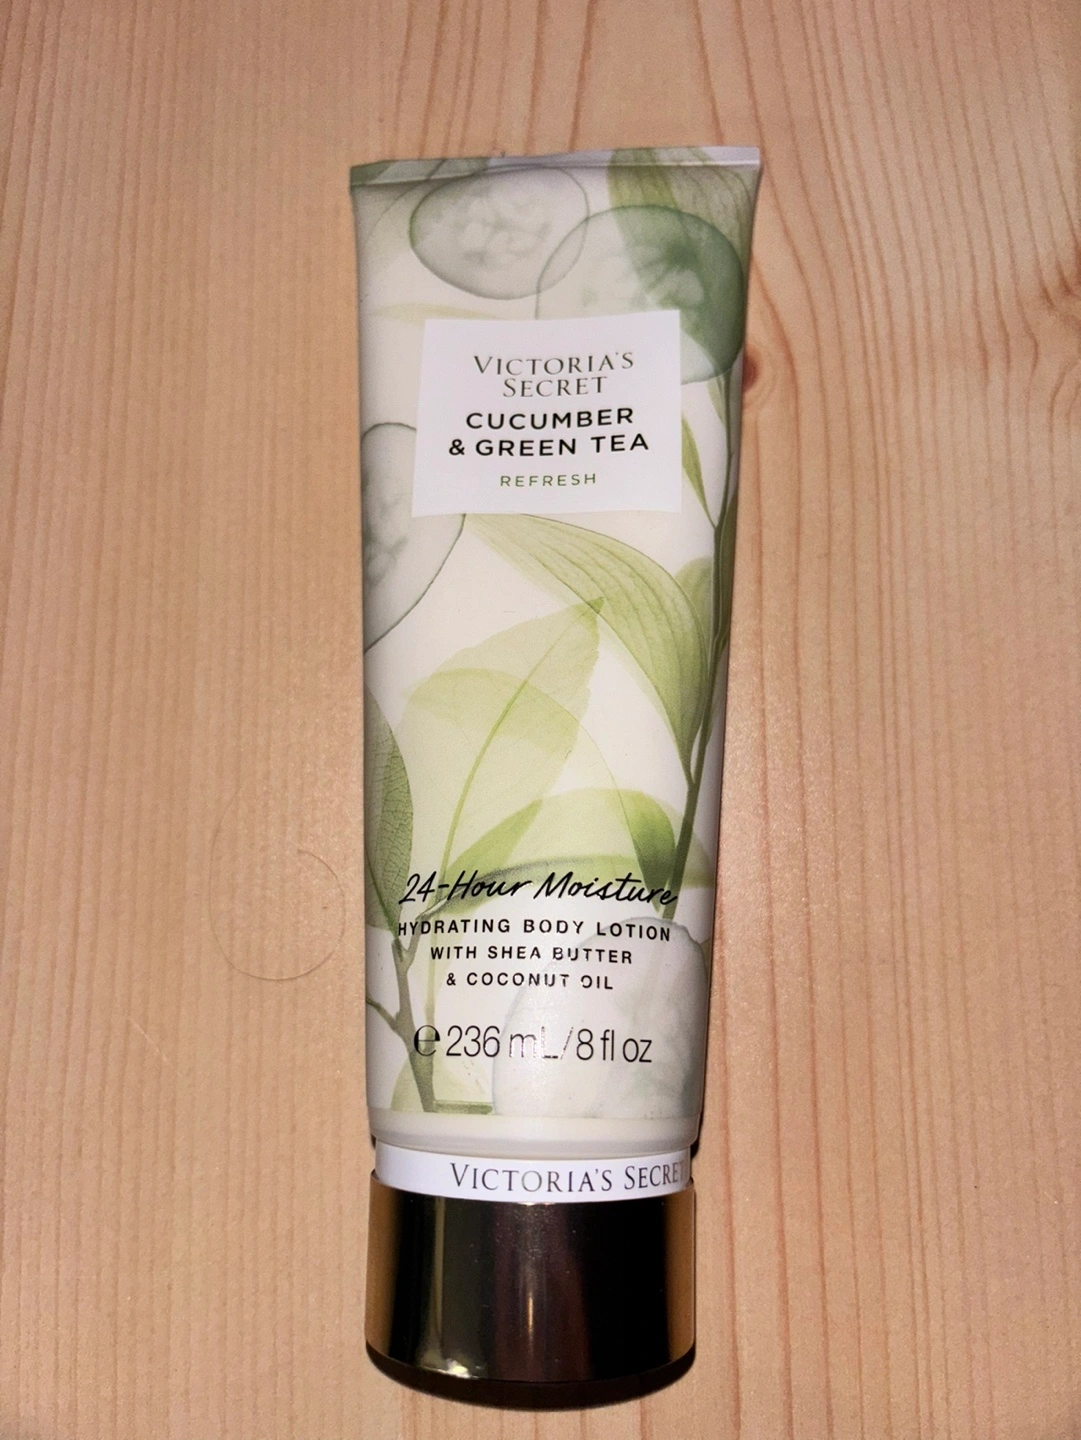 VICTORIA'S
SECRET
CUCUMBER
& GREEN TEA
REFRESH
24-Hour Moisture
HYDRATING BODY LOTION
WITH SHEA BUTTER
& COCONUT OIL
℮ 236 mL/8 fl oz
VICTORIA'S SECRET